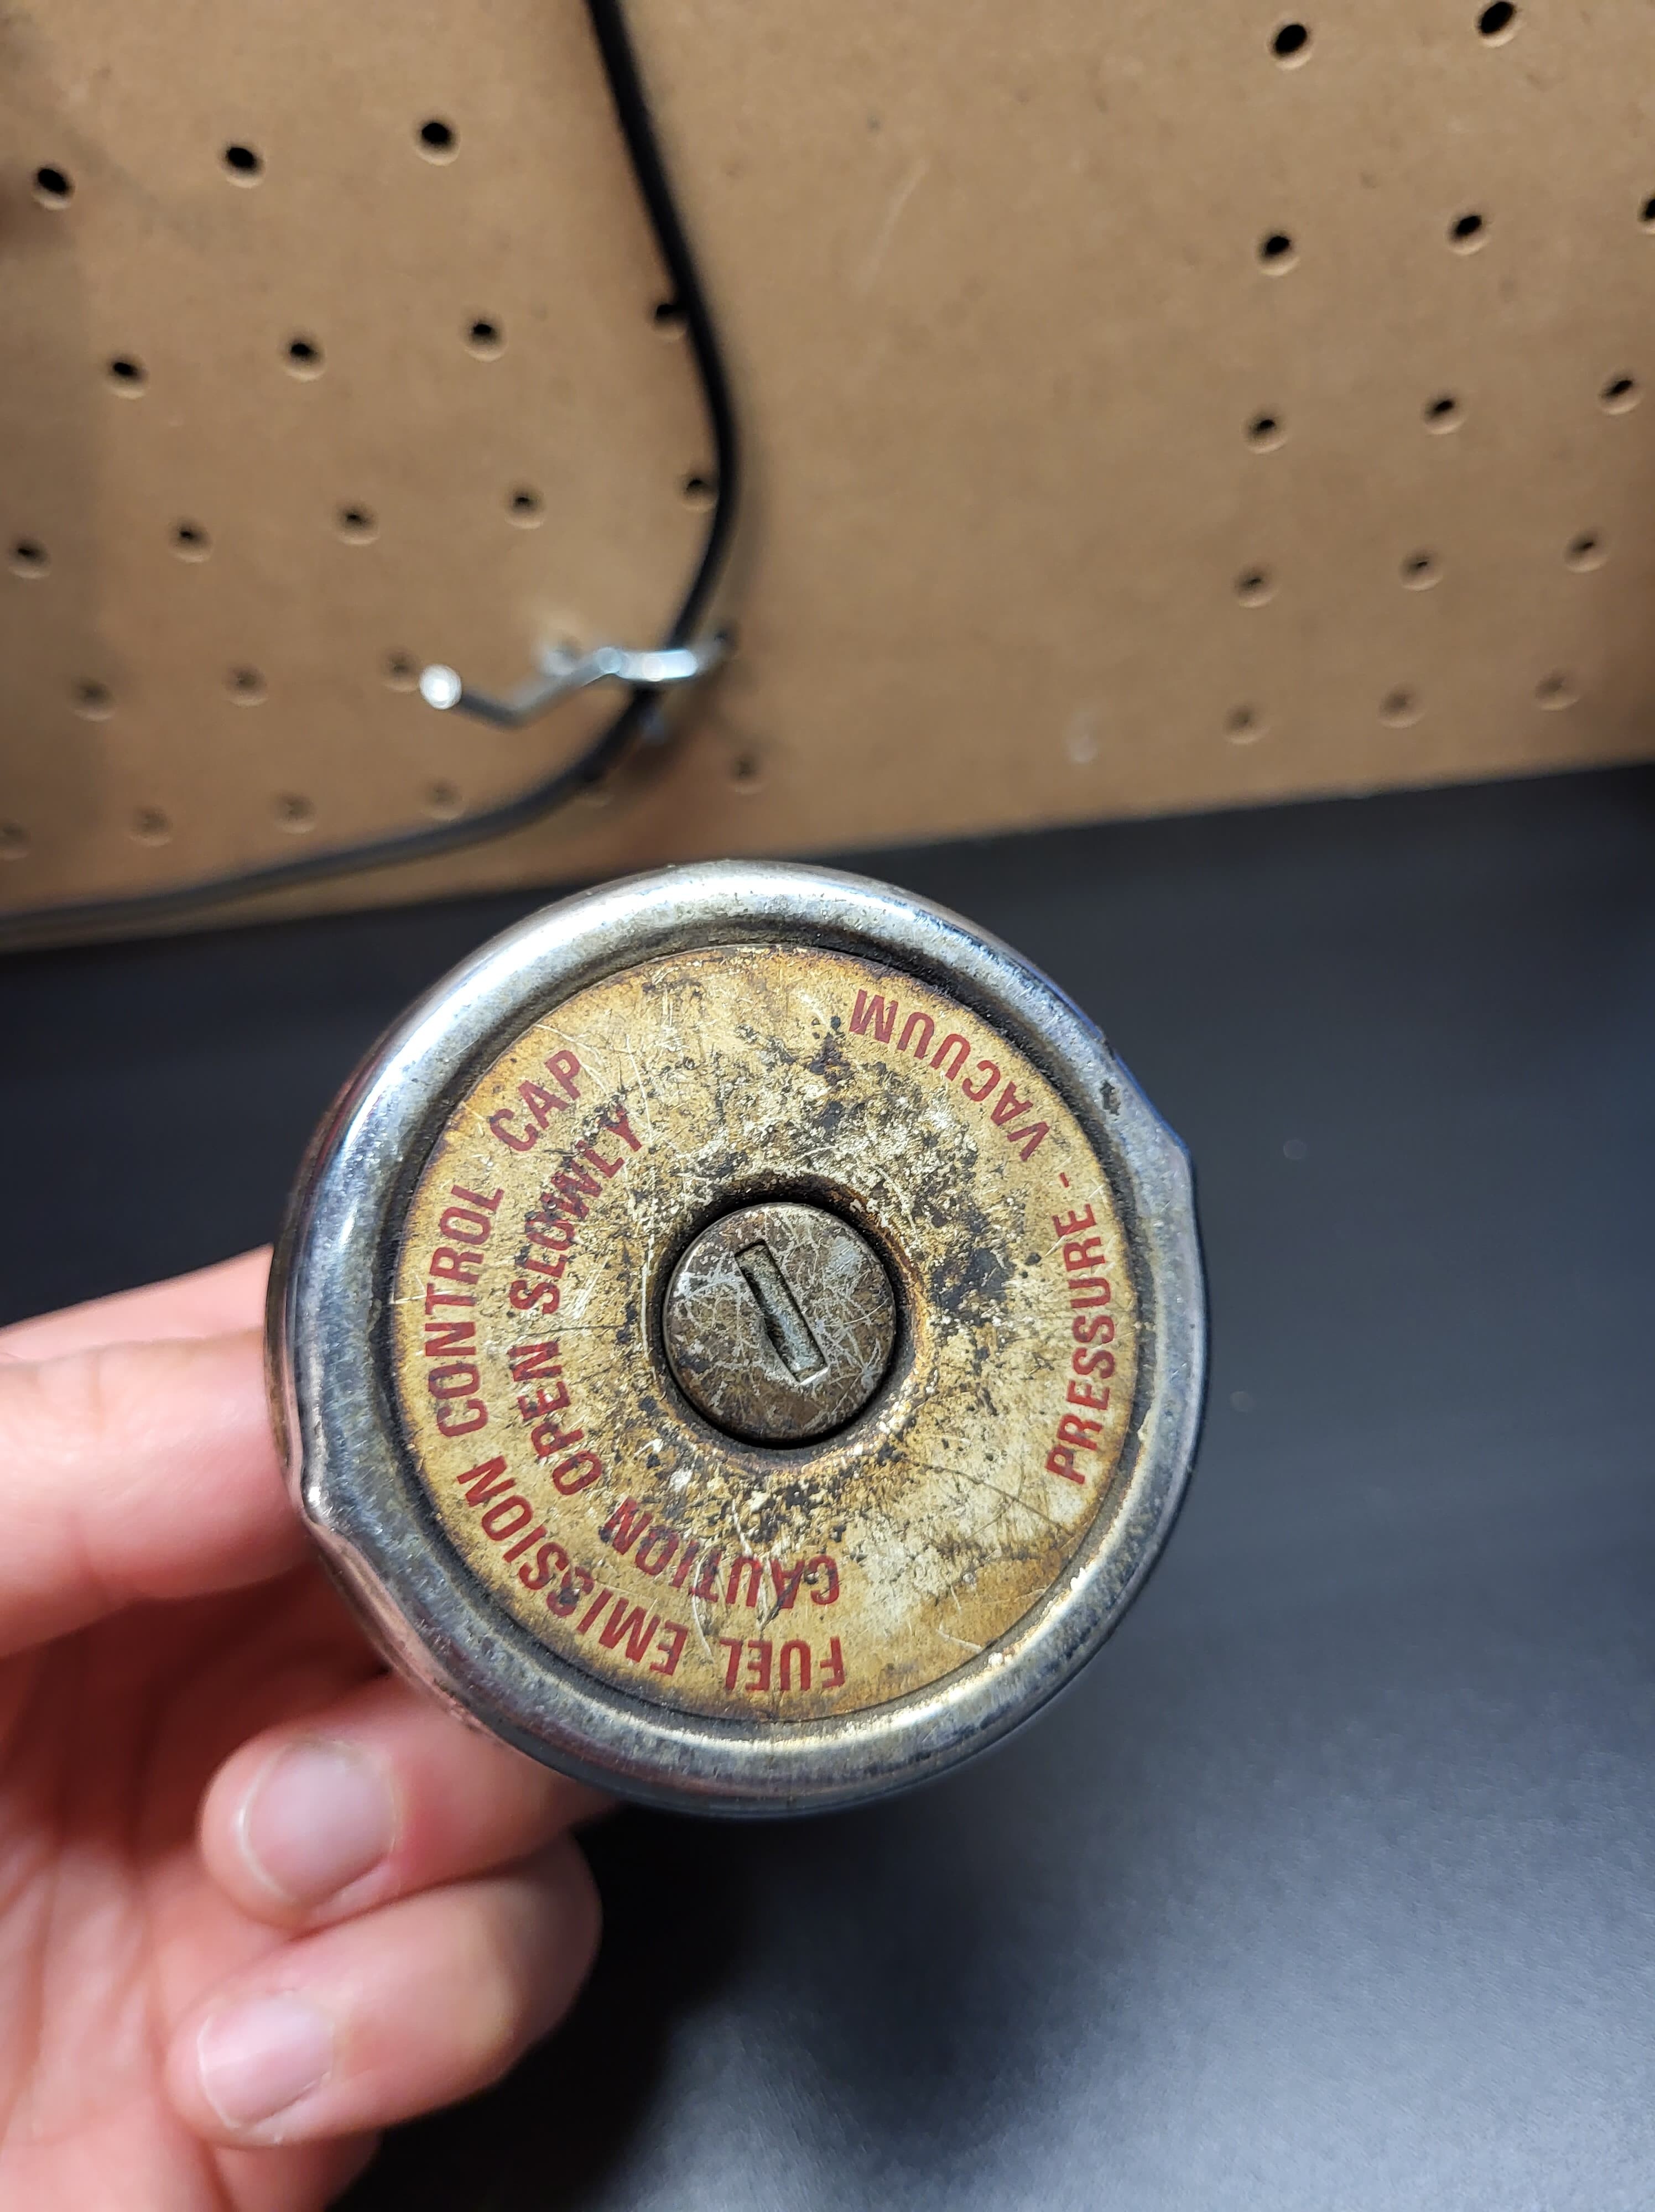 FUEL EMISSION CONTROL CAP
CAUTION OPEN SLOWLY
PRESSURE - VACUUM